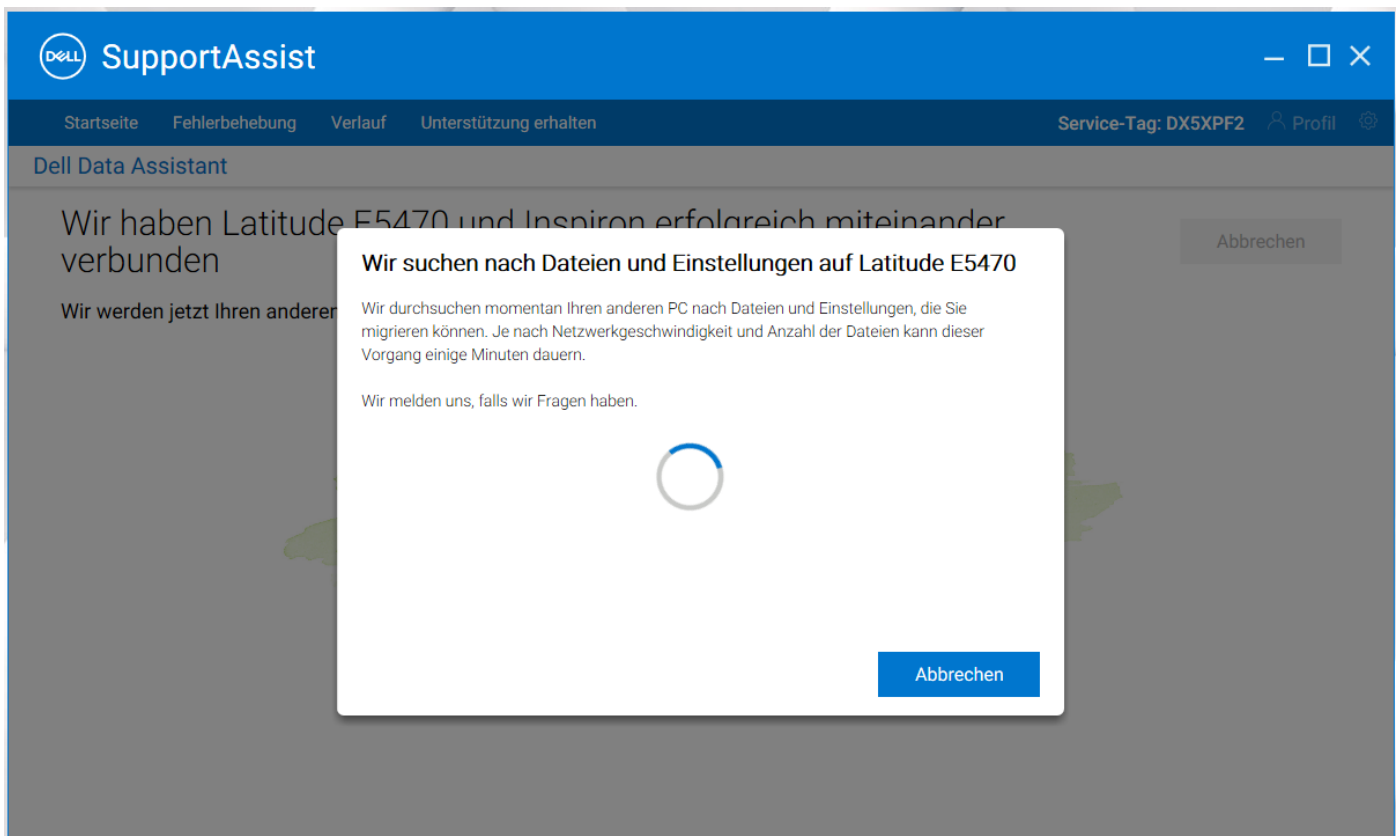 DELL SupportAssist
Startseite Fehlerbehebung Verlauf Unterstützung erhalten Service-Tag: DX5XPF2 Profil
Dell Data Assistant
Wir haben Latitude E5470 und Inspiron erfolgreich miteinander
verbunden
Abbrechen
Wir werden jetzt Ihren anderen
Wir suchen nach Dateien und Einstellungen auf Latitude E5470
Wir durchsuchen momentan Ihren anderen PC nach Dateien und Einstellungen, die Sie
migrieren können. Je nach Netzwerkgeschwindigkeit und Anzahl der Dateien kann dieser
Vorgang einige Minuten dauern.
Wir melden uns, falls wir Fragen haben.
Abbrechen